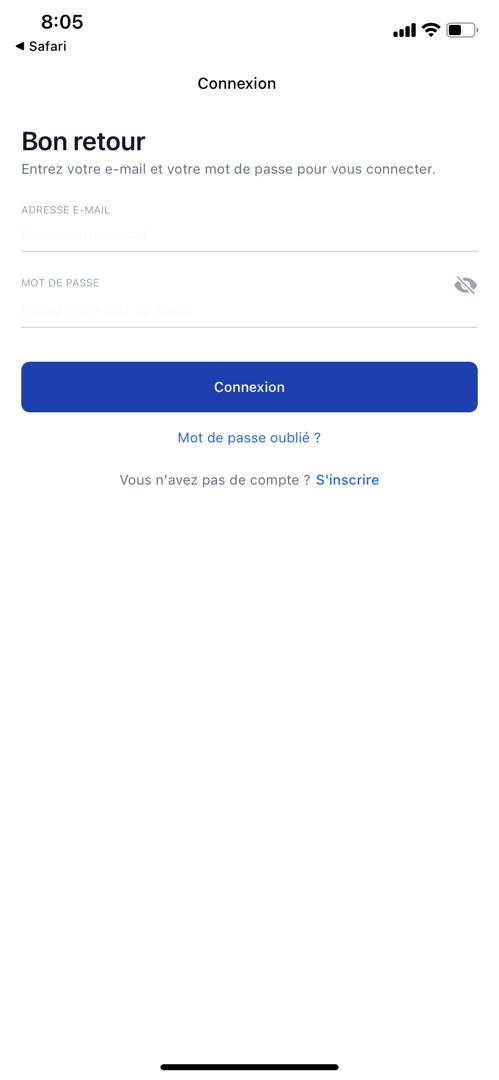 8:05
◀ Safari
Connexion
Bon retour
Entrez votre e-mail et votre mot de passe pour vous connecter.
ADRESSE E-MAIL
Entrez votre e-mail
MOT DE PASSE
Entrez votre mot de passe
Connexion
Mot de passe oublié ?
Vous n'avez pas de compte ? S'inscrire